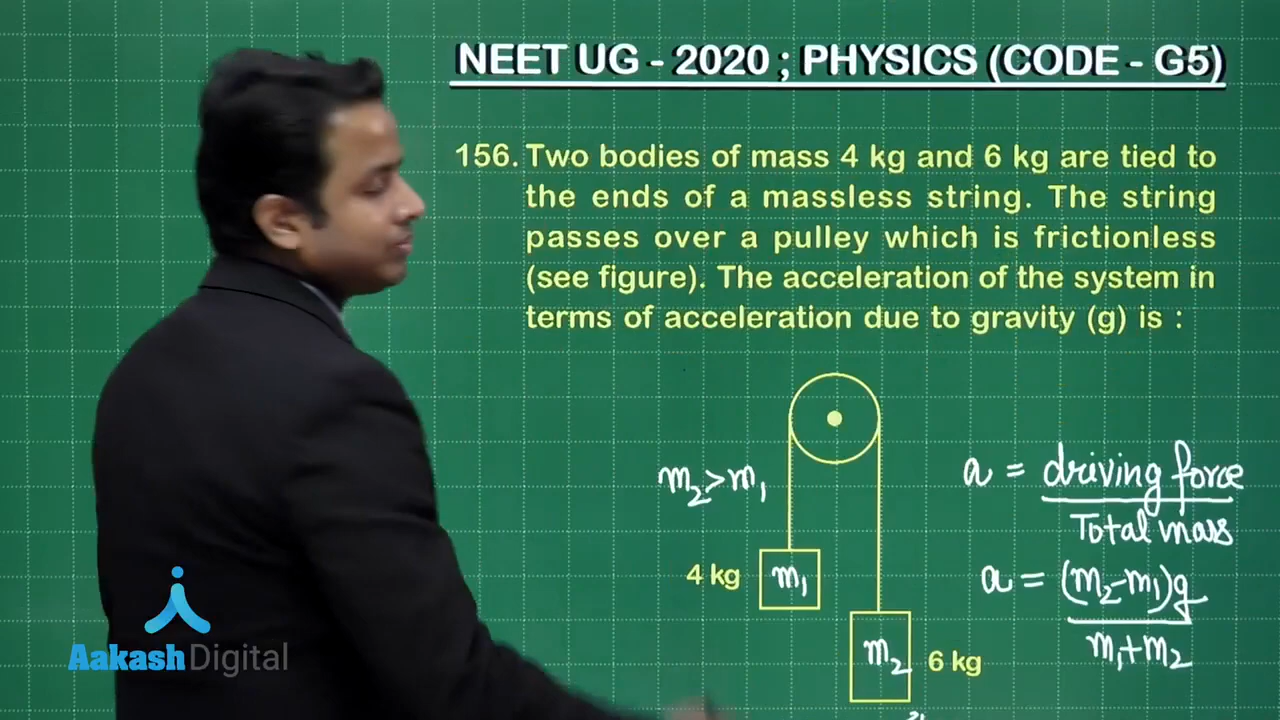 NEET UG - 2020 ; PHYSICS (CODE - G5)
156. Two bodies of mass 4 kg and 6 kg are tied to
the ends of a massless string. The string
passes over a pulley which is frictionless
(see figure). The acceleration of the system in
terms of acceleration due to gravity (g) is :
m₂>m₁
a = driving force
Total mass
4 kg
m₁
a = (m₂-m₁)g
m₁+m₂
m₂
6 kg
Aakash Digital